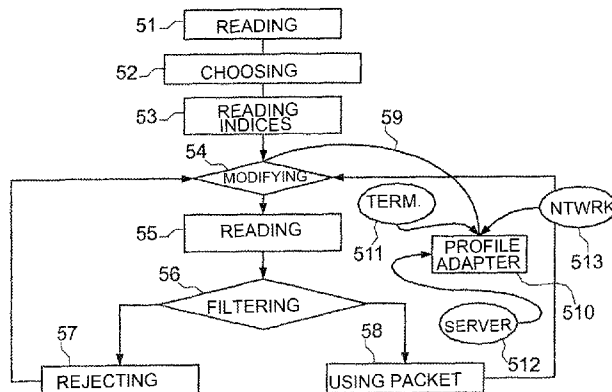 51
READING
52
CHOOSING
53
READING
INDICES
59
54
MODIFYING
TERM.
511
NTWRK
513
55
READING
PROFILE
ADAPTER
510
56
FILTERING
SERVER
512
57
REJECTING
58
USING PACKET